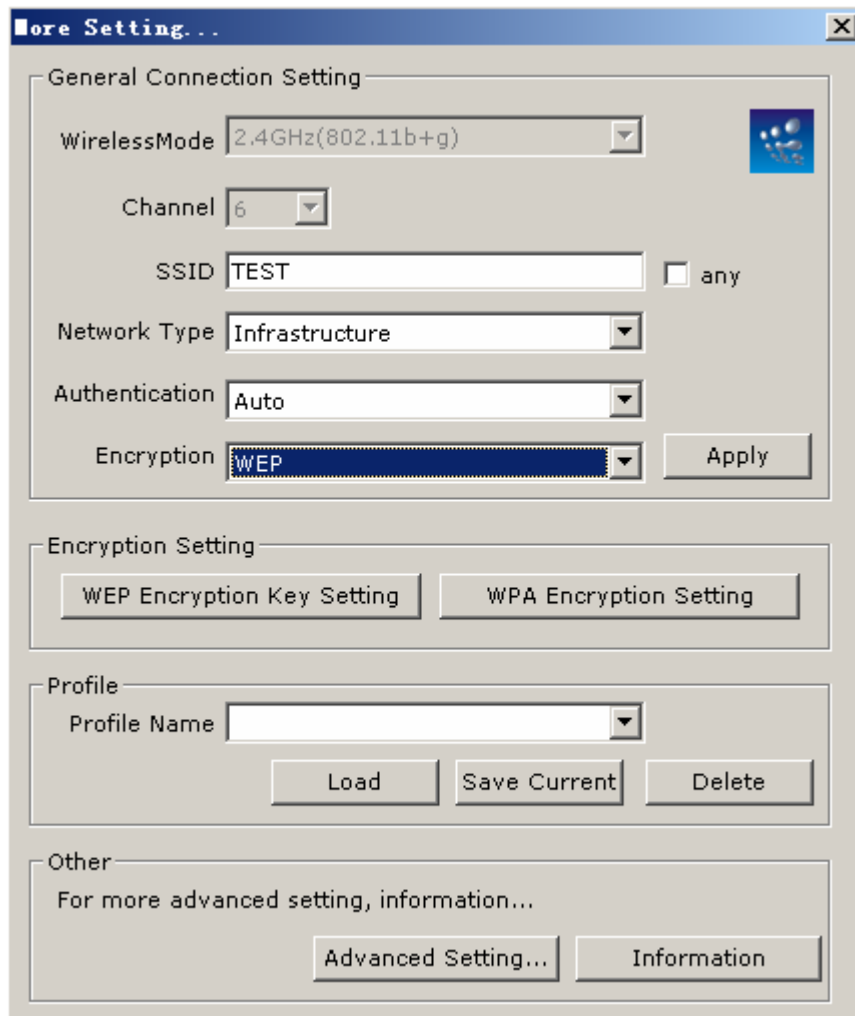 More Setting...
General Connection Setting
WirelessMode 2.4GHz(802.11b+g)
Channel 6
SSID TEST any
Network Type Infrastructure
Authentication Auto
Encryption WEP Apply
Encryption Setting
WEP Encryption Key Setting WPA Encryption Setting
Profile
Profile Name
Load Save Current Delete
Other
For more advanced setting, information...
Advanced Setting... Information